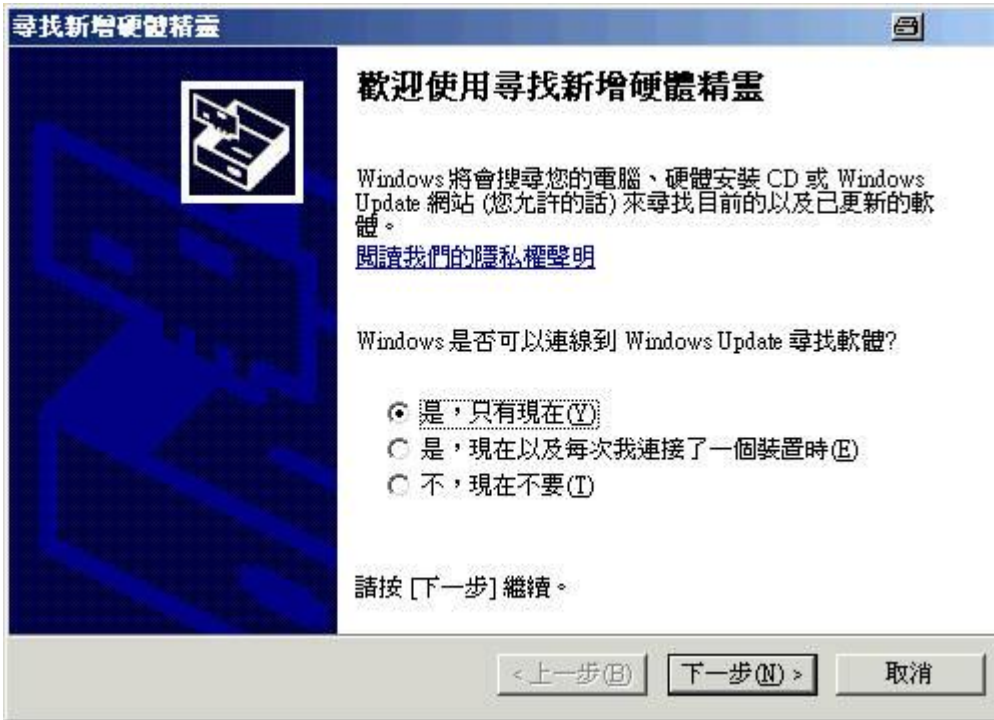 尋找新增硬體精靈
歡迎使用尋找新增硬體精靈
Windows 將會搜尋您的電腦、硬體安裝 CD 或 Windows
Update 網站 (您允許的話) 來尋找目前的以及已更新的軟
體。
閱讀我們的隱私權聲明
Windows 是否可以連線到 Windows Update 尋找軟體?
是，只有現在(Y)
是，現在以及每次我連接了一個裝置時(E)
不，現在不要(T)
請按 [下一步] 繼續。
< 上一步(B) 下一步(N) > 取消